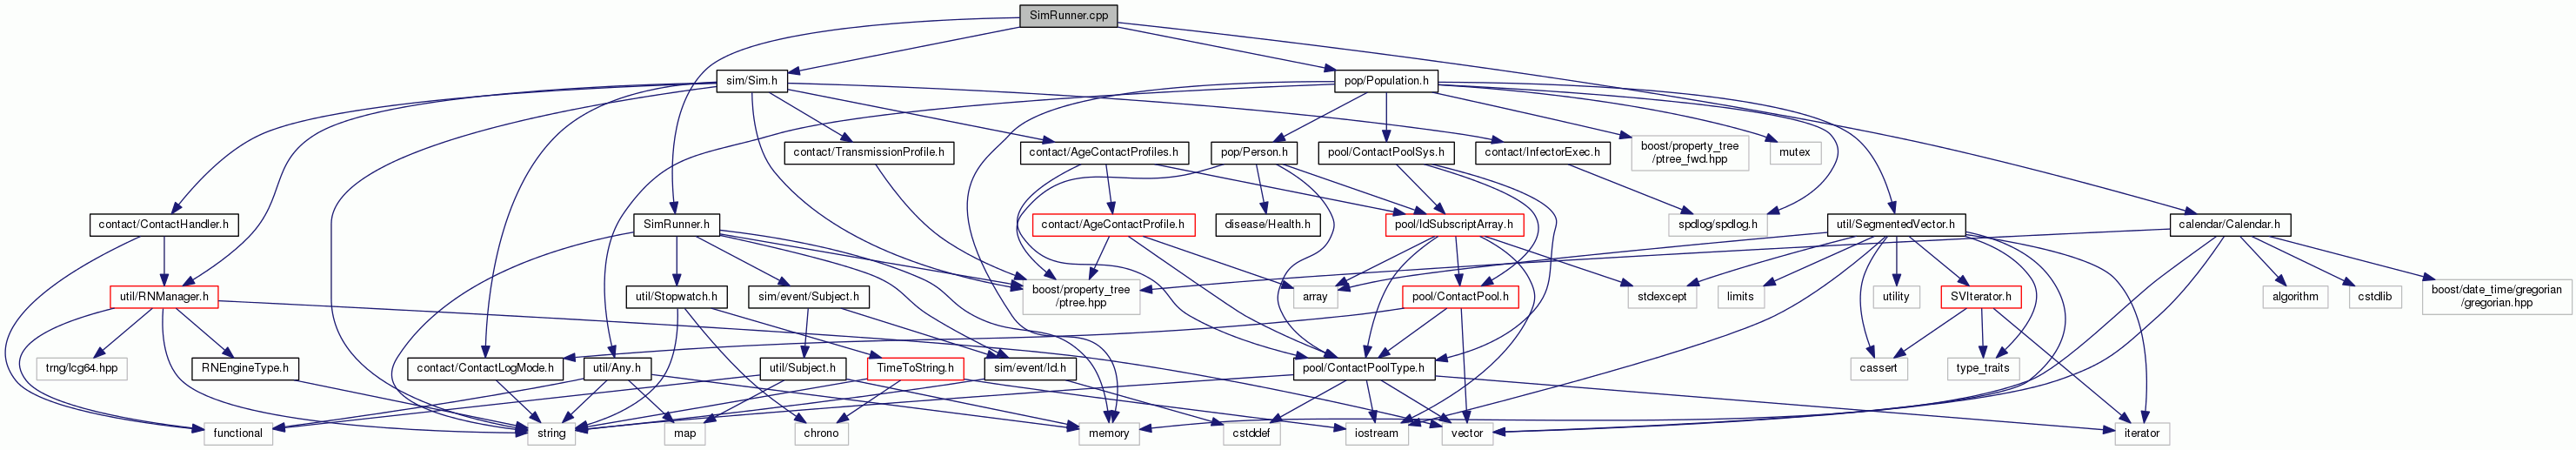 SimRunner.cpp
sim/Sim.h
pop/Population.h
contact/TransmissionProfile.h
contact/AgeContactProfiles.h
pop/Person.h
pool/ContactPoolSys.h
contact/InfectorExec.h
boost/property_tree
/ptree_fwd.hpp
mutex
contact/ContactHandler.h
SimRunner.h
contact/AgeContactProfile.h
disease/Health.h
pool/IdSubscriptArray.h
spdlog/spdlog.h
util/SegmentedVector.h
calendar/Calendar.h
util/RNManager.h
util/Stopwatch.h
sim/event/Subject.h
boost/property_tree
/ptree.hpp
array
pool/ContactPool.h
stdexcept
limits
utility
SVIterator.h
algorithm
cstdlib
boost/date_time/gregorian
/gregorian.hpp
trng/lcg64.hpp
RNEngineType.h
contact/ContactLogMode.h
util/Any.h
util/Subject.h
TimeToString.h
sim/event/Id.h
pool/ContactPoolType.h
cassert
type_traits
functional
string
map
chrono
memory
cstddef
iostream
vector
iterator